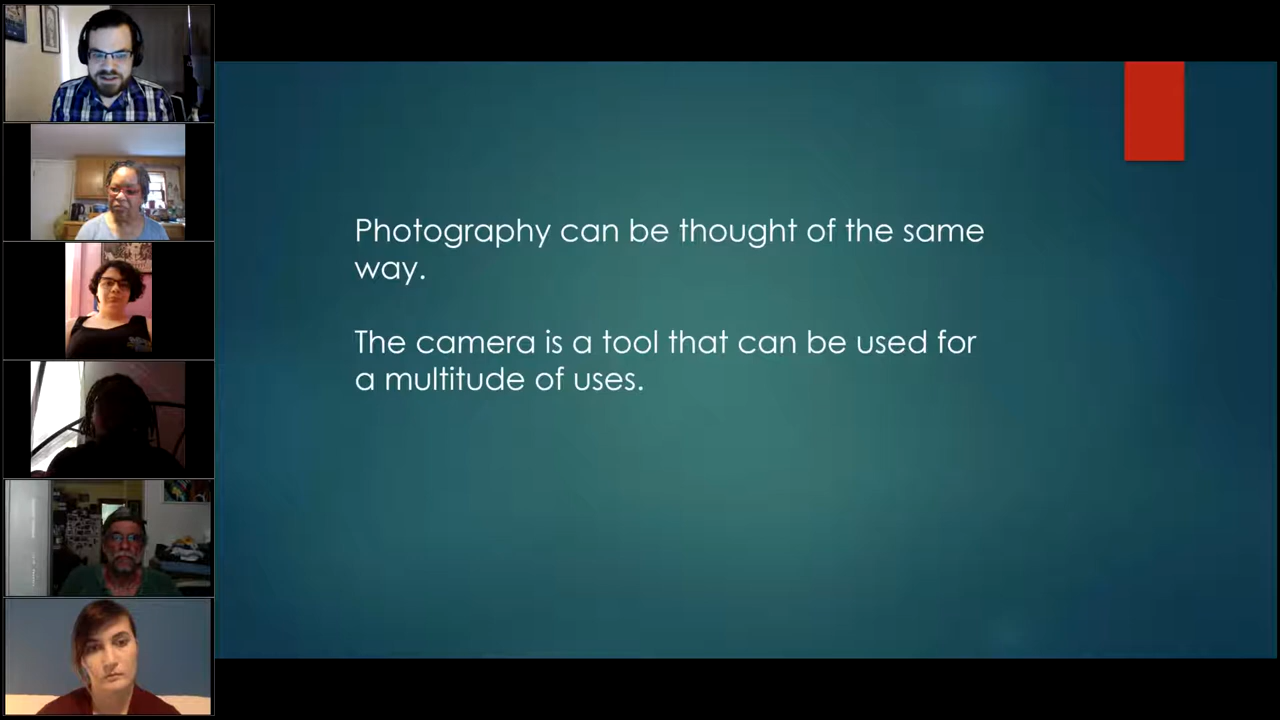 Photography can be thought of the same
way.
The camera is a tool that can be used for
a multitude of uses.